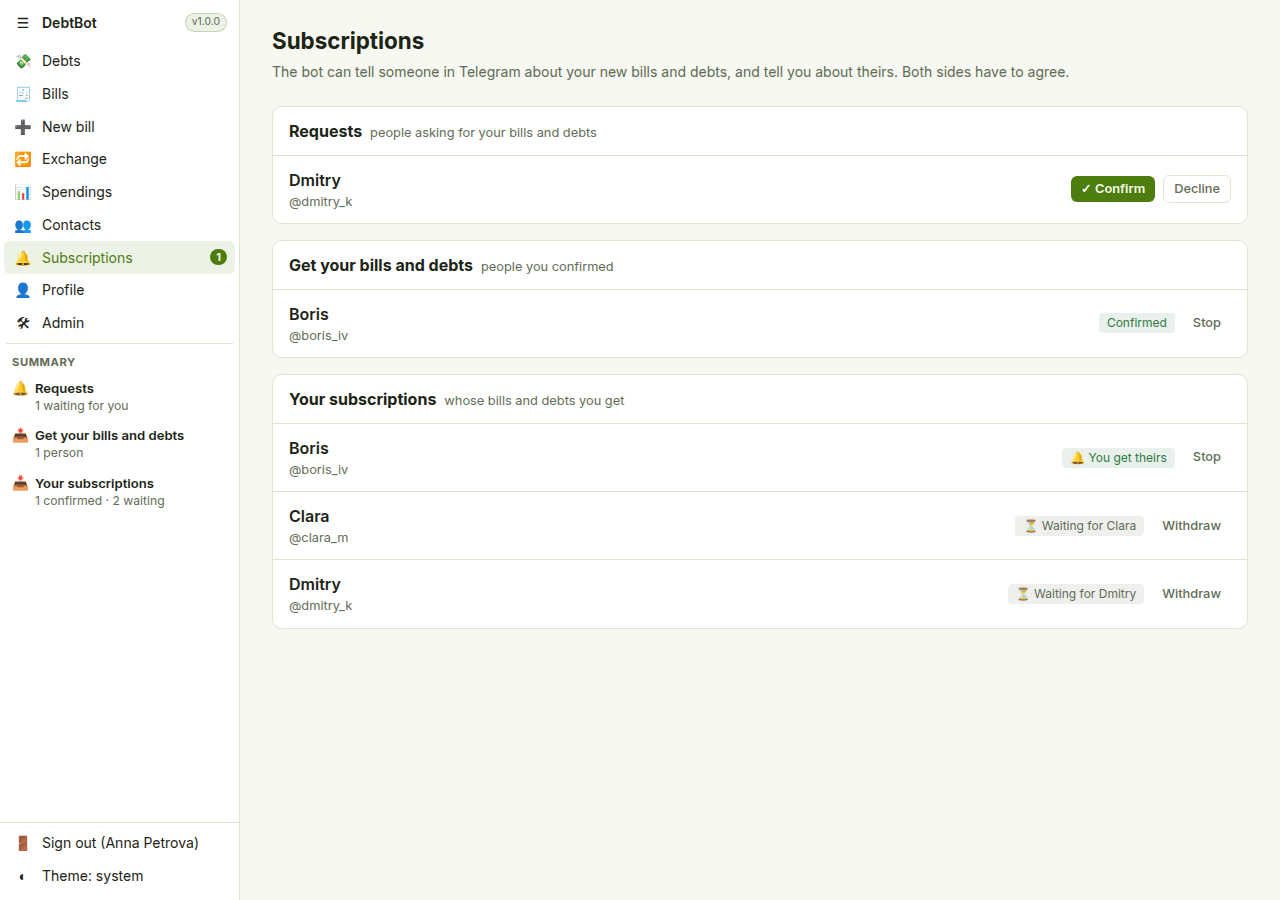 ☰ DebtBot v1.0.0
💸 Debts
🧾 Bills
➕ New bill
🔁 Exchange
📊 Spendings
👥 Contacts
🔔 Subscriptions 1
👤 Profile
🛠 Admin
SUMMARY
🔔 Requests
1 waiting for you
📤 Get your bills and debts
1 person
📥 Your subscriptions
1 confirmed · 2 waiting
🚪 Sign out (Anna Petrova)
Theme: system
Subscriptions
The bot can tell someone in Telegram about your new bills and debts, and tell you about theirs. Both sides have to agree.
Requests people asking for your bills and debts
Dmitry
@dmitry_k
✓ Confirm Decline
Get your bills and debts people you confirmed
Boris
@boris_iv
Confirmed Stop
Your subscriptions whose bills and debts you get
Boris
@boris_iv
🔔 You get theirs Stop
Clara
@clara_m
⏳ Waiting for Clara Withdraw
Dmitry
@dmitry_k
⏳ Waiting for Dmitry Withdraw